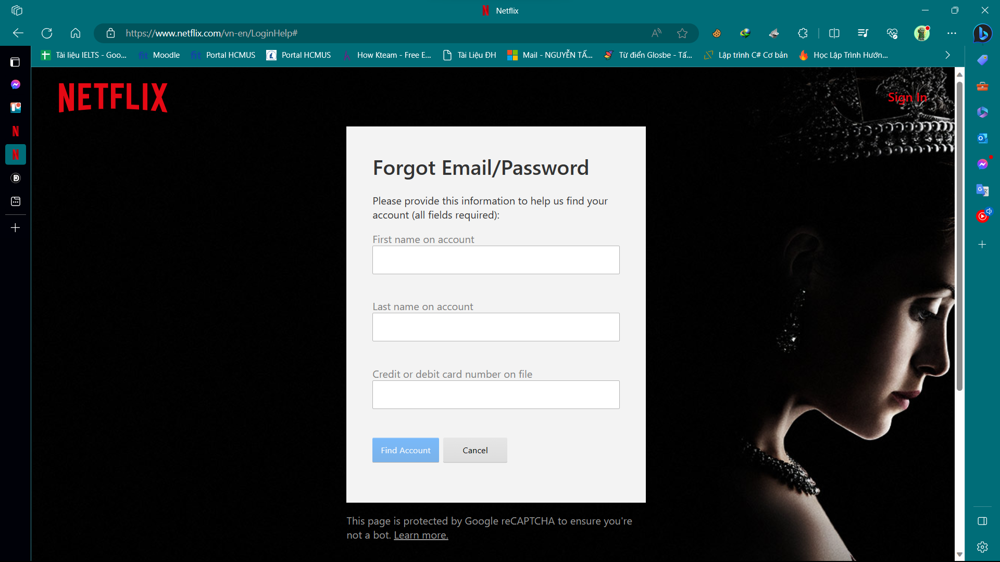 Netflix
https://www.netflix.com/vn-en/LoginHelp#
Tài liệu IELTS - Goo...
Moodle
Portal HCMUS
Portal HCMUS
How Kteam - Free E...
Tài Liệu ĐH
Mail - NGUYỄN TẤ...
Từ điển Glosbe - Tấ...
Lập trình C# Cơ bản
Học Lập Trình Hướn...
NETFLIX
Sign In
Forgot Email/Password
Please provide this information to help us find your
account (all fields required):
First name on account
Last name on account
Credit or debit card number on file
Find Account
Cancel
This page is protected by Google reCAPTCHA to ensure you're
not a bot. Learn more.